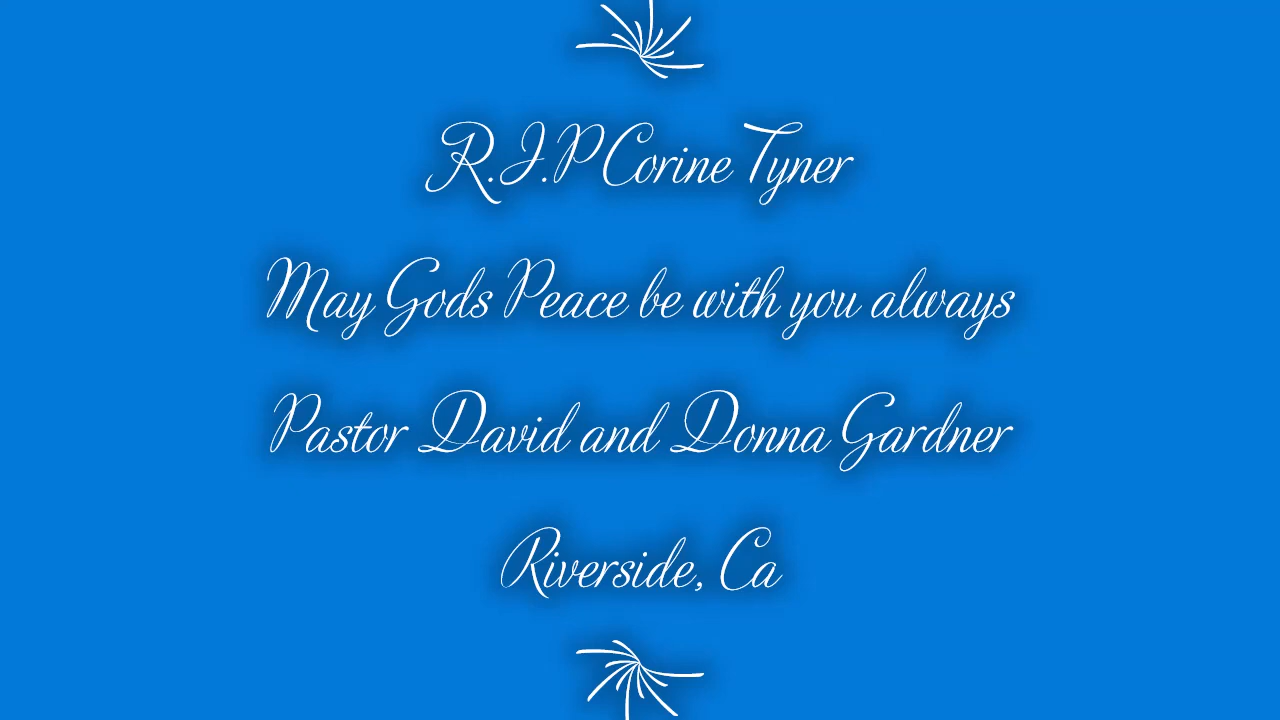 R.I.P Corine Tyner
May Gods Peace be with you always
Pastor David and Donna Gardner
Riverside, Ca